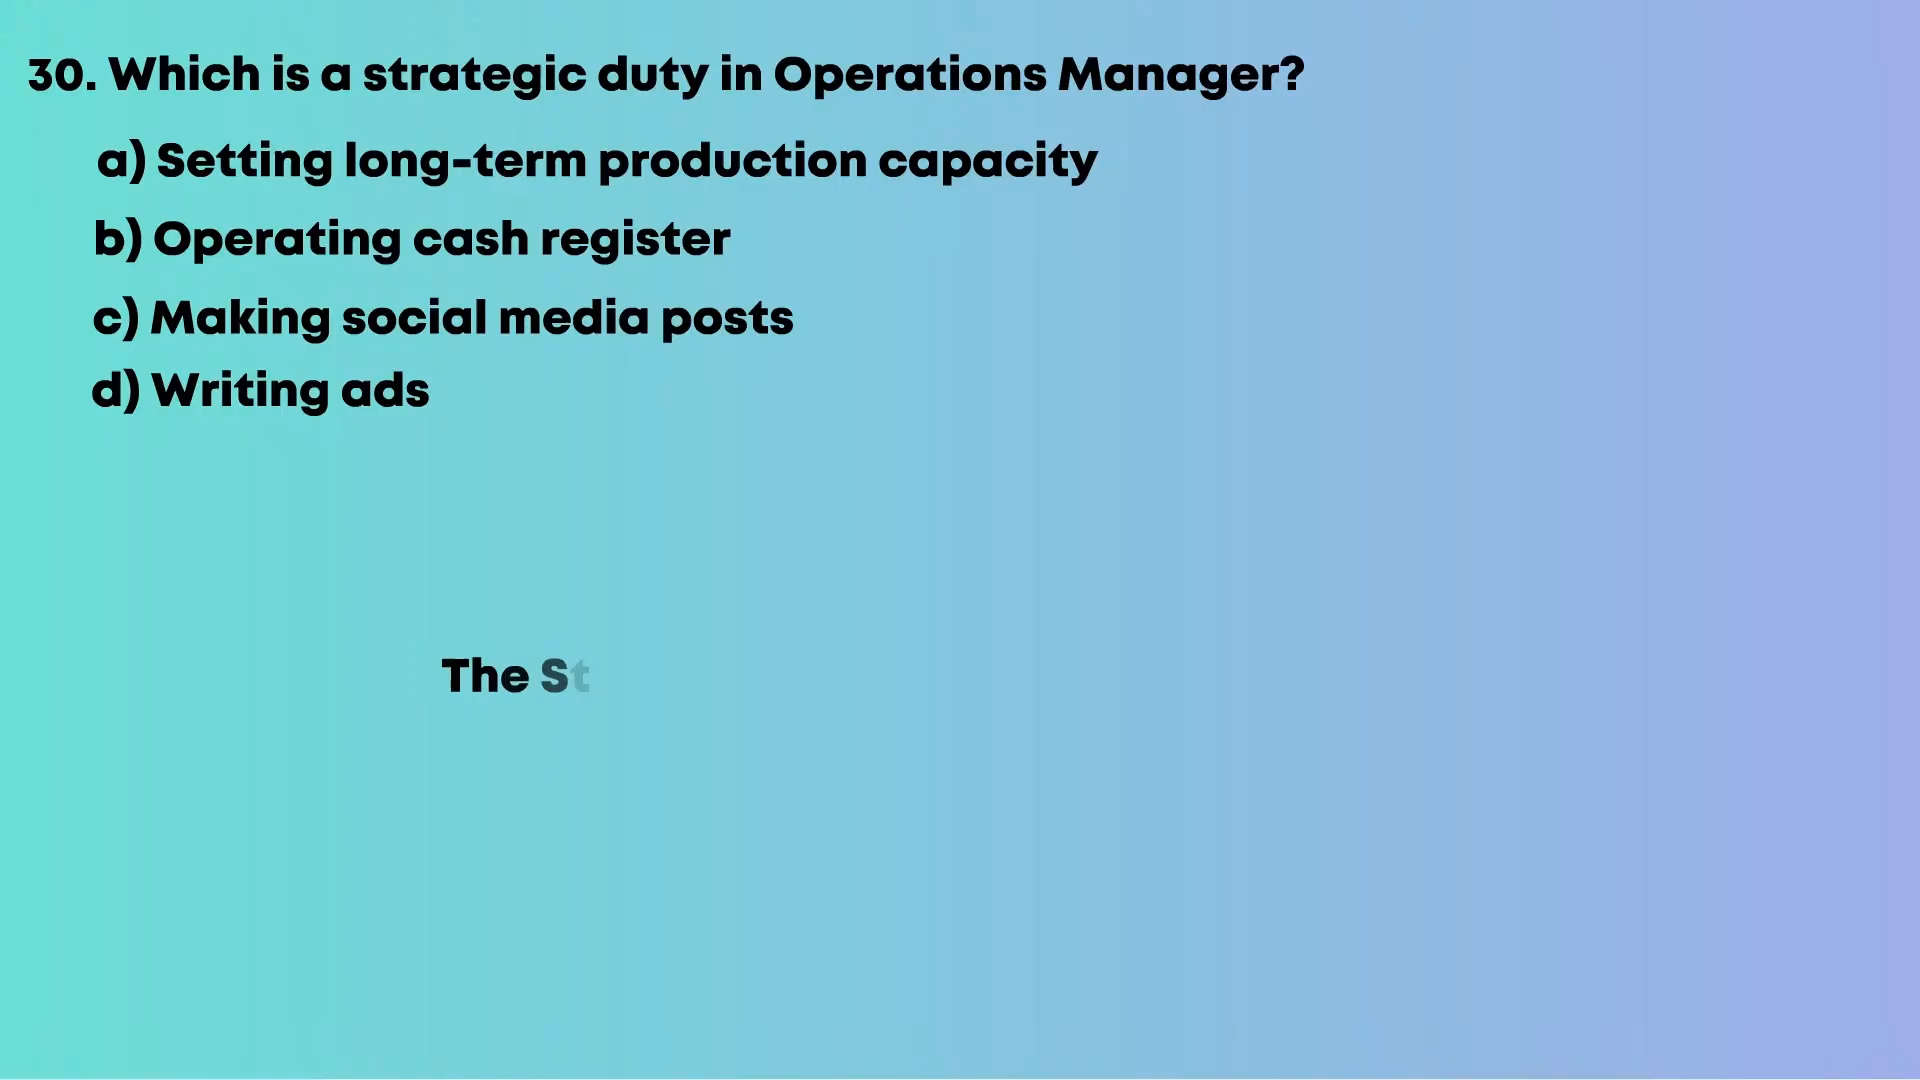 30. Which is a strategic duty in Operations Manager?
a) Setting long-term production capacity
b) Operating cash register
c) Making social media posts
d) Writing ads
The St